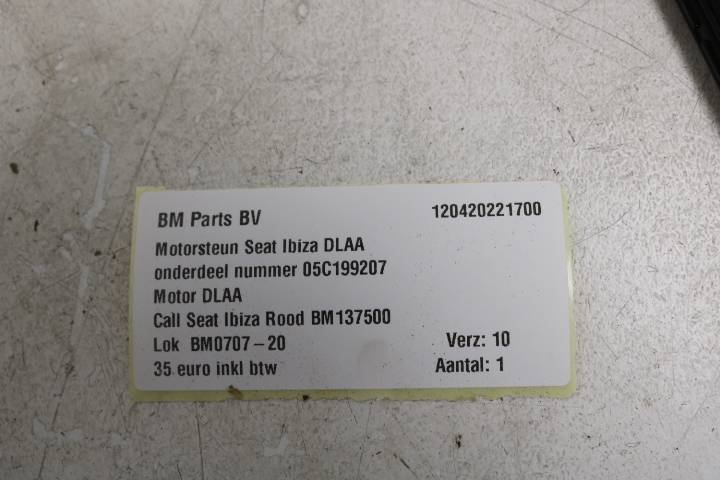 BM Parts BV 120420221700
Motorsteun Seat Ibiza DLAA
onderdeel nummer 05C199207
Motor DLAA
Call Seat Ibiza Rood BM137500
Lok BM0707-20 Verz: 10
35 euro inkl btw Aantal: 1